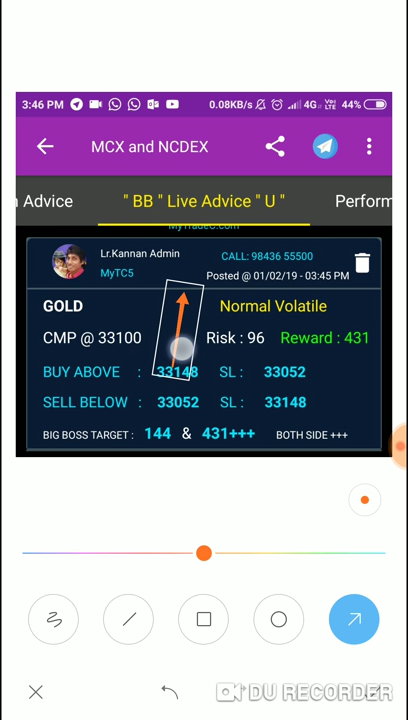 3:46 PM 0.08KB/s 4G 44%
MCX and NCDEX
Advice " BB " Live Advice " U " Perform
MyTradeC.com
Lr.Kannan Admin CALL: 98436 55500
MyTC5 Posted @ 01/02/19 - 03:45 PM
GOLD Normal Volatile
CMP @ 33100 Risk : 96 Reward : 431
BUY ABOVE : 33148 SL : 33052
SELL BELOW : 33052 SL : 33148
BIG BOSS TARGET : 144 & 431+++ BOTH SIDE +++
DU RECORDER